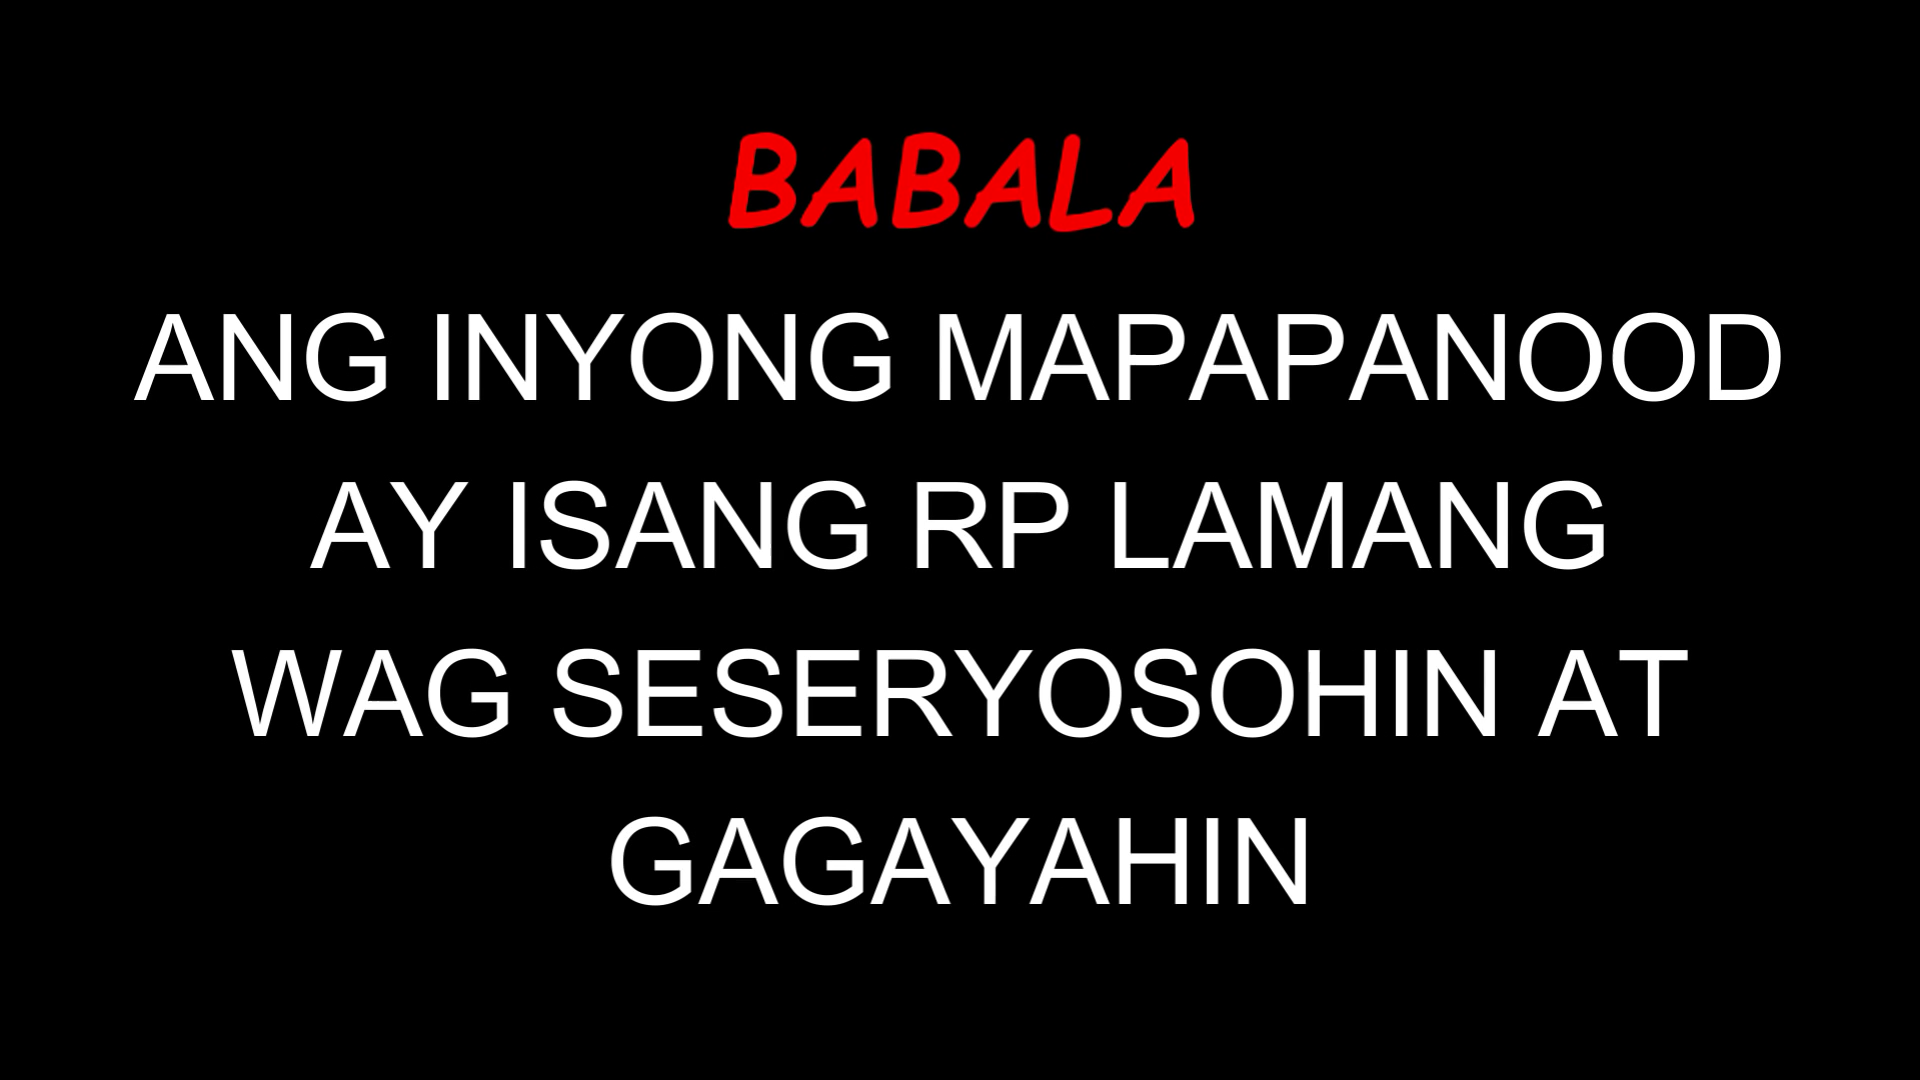 BABALA
ANG INYONG MAPAPANOOD
AY ISANG RP LAMANG
WAG SESERYOSOHIN AT
GAGAYAHIN